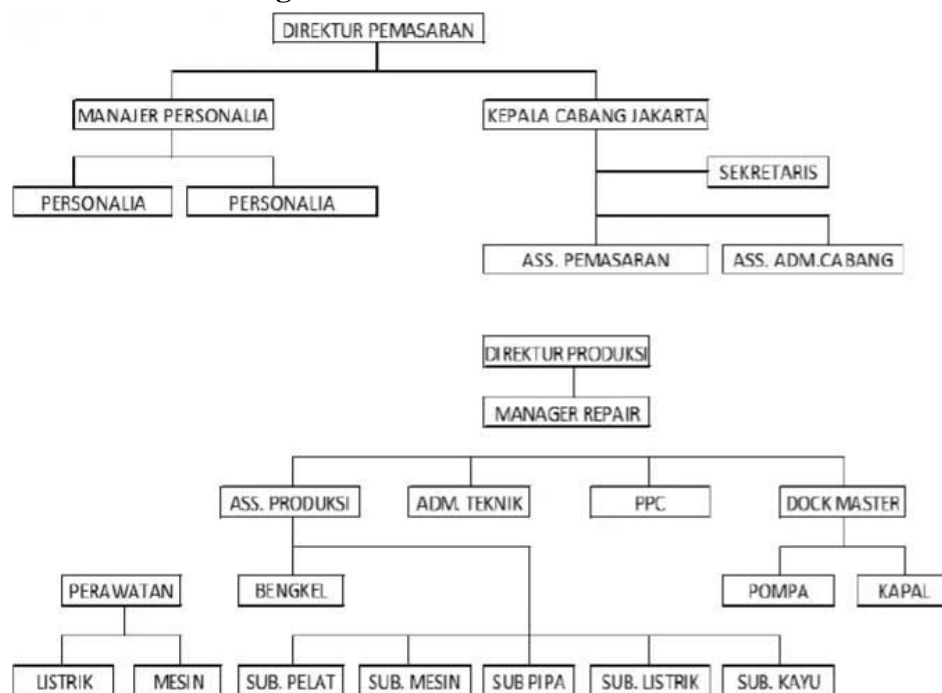 DIREKTUR PEMASARAN
MANAJER PERSONALIA
KEPALA CABANG JAKARTA
SEKRETARIS
PERSONALIA
PERSONALIA
ASS. PEMASARAN
ASS. ADM.CABANG
DIREKTUR PRODUKSI
MANAGER REPAIR
ASS. PRODUKSI
ADM. TEKNIK
PPC
DOCK MASTER
PERAWATAN
BENGKEL
POMPA
KAPAL
LISTRIK
MESIN
SUB. PELAT
SUB. MESIN
SUB PIPA
SUB. LISTRIK
SUB. KAYU